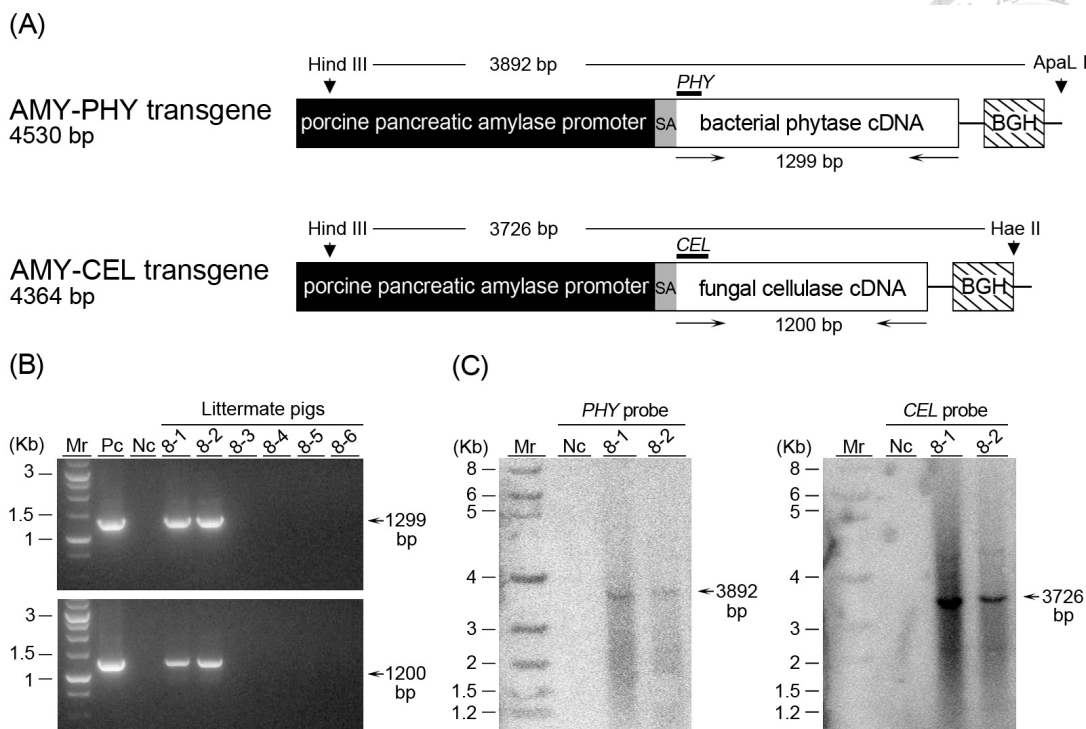 (A)
Hind III 3892 bp ApaL I
PHY
AMY-PHY transgene
4530 bp
porcine pancreatic amylase promoter SA bacterial phytase cDNA BGH
1299 bp
Hind III 3726 bp Hae II
CEL
AMY-CEL transgene
4364 bp
porcine pancreatic amylase promoter SA fungal cellulase cDNA BGH
1200 bp
(B)
Littermate pigs
(Kb) Mr Pc Nc 8-1 8-2 8-3 8-4 8-5 8-6
3
1.5
1
1299
bp
3
1.5
1
1200
bp
(C)
PHY probe
(Kb) Mr Nc 8-1 8-2
8
6
5
4
3
2
1.5
1.2
3892
bp
CEL probe
(Kb) Mr Nc 8-1 8-2
8
6
5
4
3
2
1.5
1.2
3726
bp